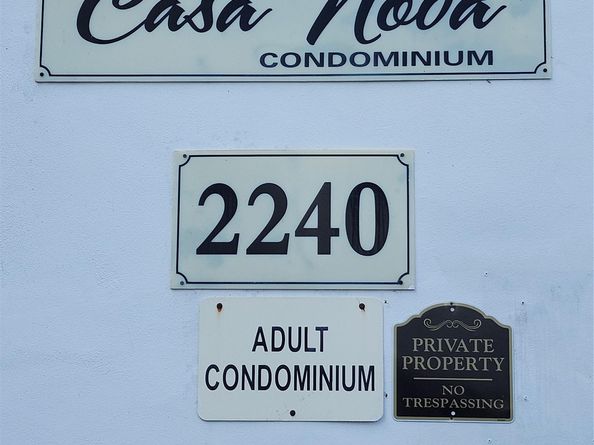 Casa Nova
CONDOMINIUM
2240
ADULT
CONDOMINIUM
PRIVATE
PROPERTY
NO
TRESPASSING